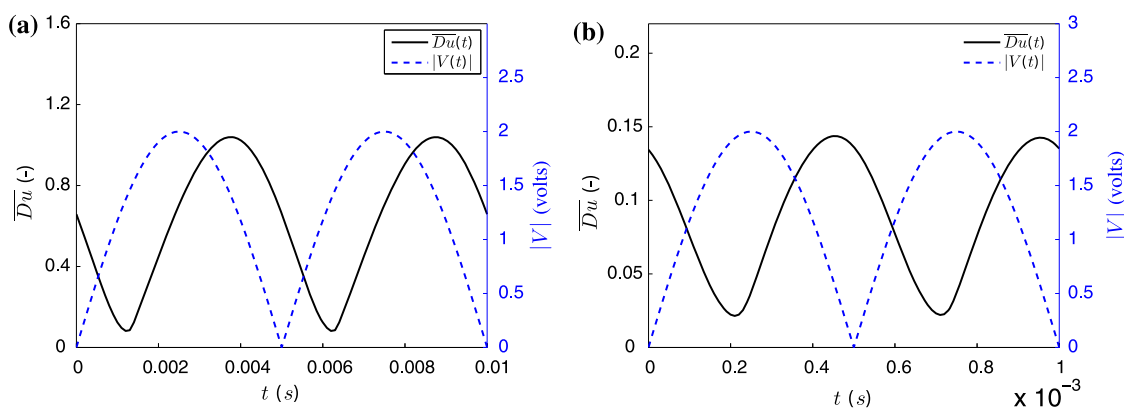 (a)
1.6
1.2
0.8
0.4
0
Du (-)
Du(t)
|V(t)|
2.5
2
1.5
1
0.5
0
|V| (volts)
0 0.002 0.004 0.006 0.008 0.01
t (s)
(b)
0.2
0.15
0.1
0.05
0
Du (-)
Du(t)
|V(t)|
3
2.5
2
1.5
1
0.5
0
|V| (volts)
0 0.2 0.4 0.6 0.8 1
x 10⁻³
t (s)